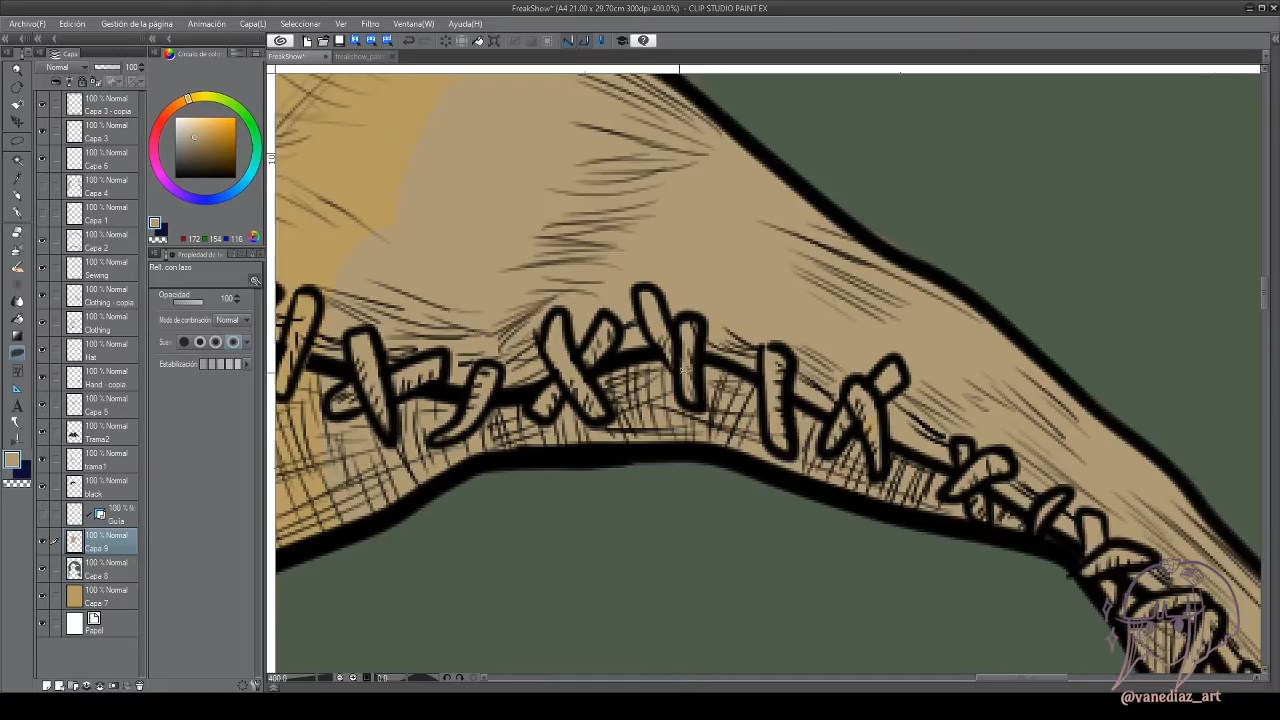 FreakShow* (A4 21.00 x 29.70cm 300dpi 400.0%) - CLIP STUDIO PAINT EX
Archivo(F) Edición Gestión de la página Animación Capa(L) Seleccionar Ver Filtro Ventana(W) Ayuda(H)
Capa
Normal 100
FreakShow*
100 % Normal
Capa 3 - copia
100 % Normal
Capa 3
100 % Normal
Capa 6
100 % Normal
Capa 4
100 % Normal
Capa 1
100 % Normal
Capa 2
100 % Normal
Sewing
100 % Normal
Clothing - copia
100 % Normal
Clothing
100 % Normal
Hat
100 % Normal
Hand - copia
100 % Normal
Capa 5
100 % Normal
Trama2
100 % Normal
trama1
100 % Normal
black
100 % N
Guía
100 % Normal
Capa 9
100 % Normal
Capa 8
100 % Normal
Capa 7
Papel
172 154 116
Rell. con lazo
Opacidad 100
Modo de combinación Normal
Estabilización
10
400.0 0.0
@vanediaz_art